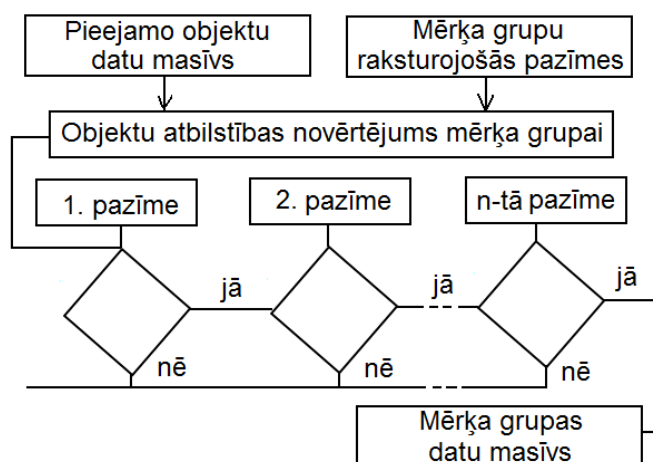 Pieejamo objektu
datu masīvs
Mērķa grupu
raksturojošās pazīmes
Objektu atbilstības novērtējums mērķa grupai
1. pazīme
2. pazīme
n-tā pazīme
jā
jā
jā
nē
nē
nē
Mērķa grupas
datu masīvs